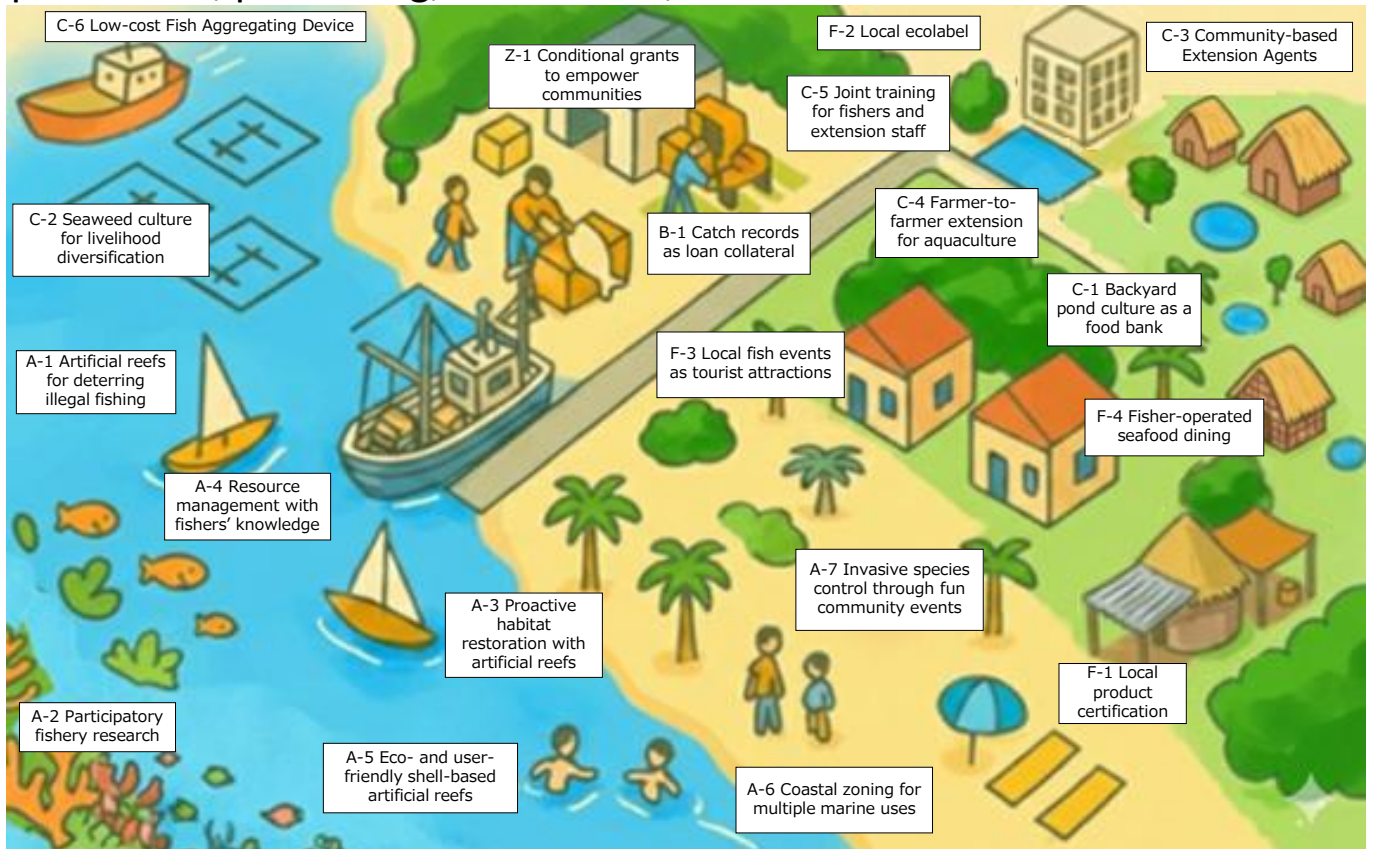 C-6 Low-cost Fish Aggregating Device
F-2 Local ecolabel
C-3 Community-based
Extension Agents
Z-1 Conditional grants
to empower
communities
C-5 Joint training
for fishers and
extension staff
C-2 Seaweed culture
for livelihood
diversification
B-1 Catch records
as loan collateral
C-4 Farmer-to-
farmer extension
for aquaculture
C-1 Backyard
pond culture as a
food bank
A-1 Artificial reefs
for deterring
illegal fishing
F-3 Local fish events
as tourist attractions
F-4 Fisher-operated
seafood dining
A-4 Resource
management with
fishers’ knowledge
A-3 Proactive
habitat
restoration with
artificial reefs
A-7 Invasive species
control through fun
community events
F-1 Local
product
certification
A-2 Participatory
fishery research
A-5 Eco- and user-
friendly shell-based
artificial reefs
A-6 Coastal zoning for
multiple marine uses